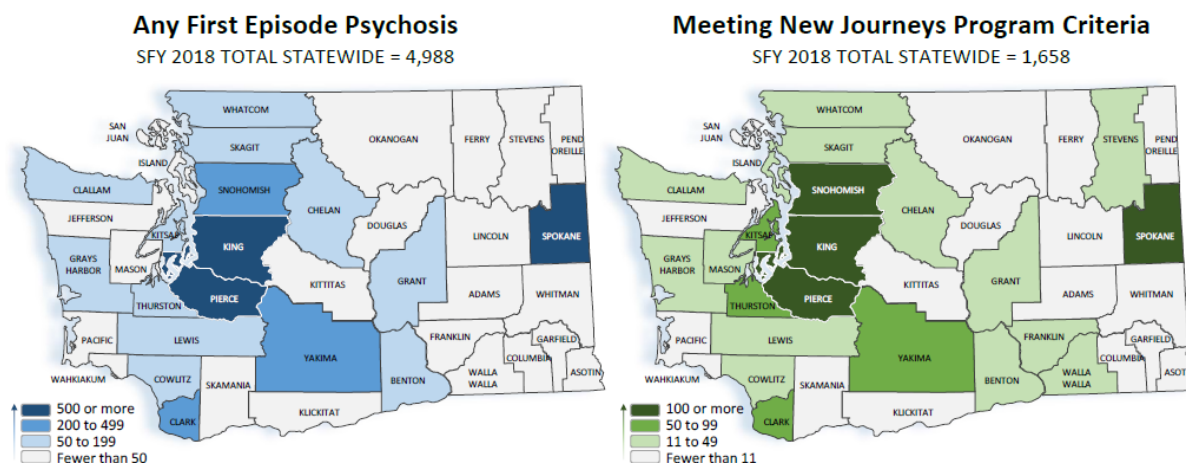 Any First Episode Psychosis
SFY 2018 TOTAL STATEWIDE = 4,988
WHATCOM
SAN
JUAN
SKAGIT
ISLAND
OKANOGAN
FERRY
STEVENS
PEND
OREILLE
CLALLAM
SNOHOMISH
CHELAN
JEFFERSON
KITSAP
DOUGLAS
LINCOLN
SPOKANE
KING
GRAYS
HARBOR
MASON
GRANT
KITTITAS
PIERCE
ADAMS
WHITMAN
THURSTON
PACIFIC
LEWIS
FRANKLIN
GARFIELD
YAKIMA
COLUMBIA
WAHKIAKUM
COWLITZ
SKAMANIA
BENTON
WALLA
WALLA
ASOTIN
CLARK
KLICKITAT
500 or more
200 to 499
50 to 199
Fewer than 50
Meeting New Journeys Program Criteria
SFY 2018 TOTAL STATEWIDE = 1,658
WHATCOM
SAN
JUAN
SKAGIT
ISLAND
OKANOGAN
FERRY
STEVENS
PEND
OREILLE
CLALLAM
SNOHOMISH
CHELAN
JEFFERSON
KITSAP
DOUGLAS
LINCOLN
SPOKANE
KING
GRAYS
HARBOR
MASON
GRANT
KITTITAS
PIERCE
ADAMS
WHITMAN
THURSTON
PACIFIC
LEWIS
FRANKLIN
GARFIELD
YAKIMA
COLUMBIA
WAHKIAKUM
COWLITZ
SKAMANIA
BENTON
WALLA
WALLA
ASOTIN
CLARK
KLICKITAT
100 or more
50 to 99
11 to 49
Fewer than 11